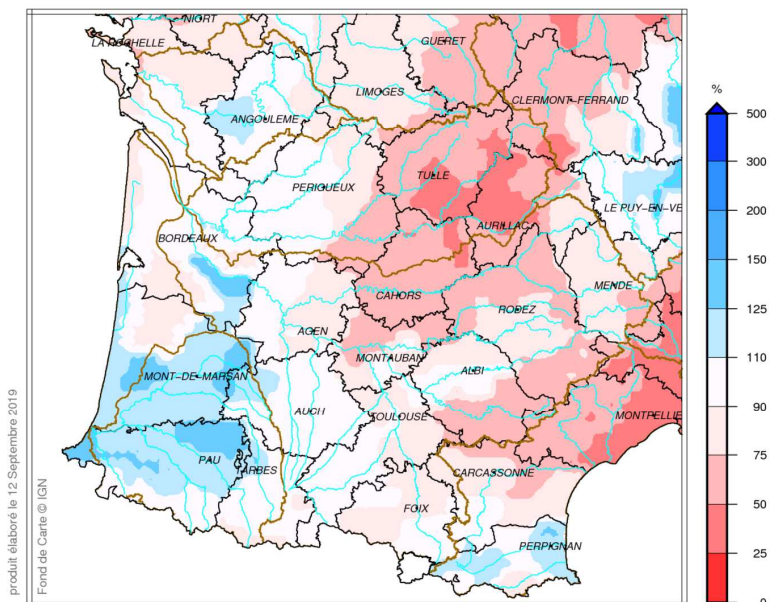 NIORT
LA ROCHELLE
GUERET
LIMOGES
CLERMONT-FERRAND
ANGOULEME
PERIGUEUX
TULLE
LE PUY-EN-VE
AURILLAC
BORDEAUX
MENDE
CAHORS
RODEZ
AGEN
MONTAUBAN
ALBI
MONT-DE-MARSAN
AUCH
TOULOUSE
MONTPELLIE
PAU
TARBES
CARCASSONNE
FOIX
PERPIGNAN
%
500
300
200
150
125
110
90
75
50
25
0
produit élaboré le 12 Septembre 2019
Fond de Carte © IGN